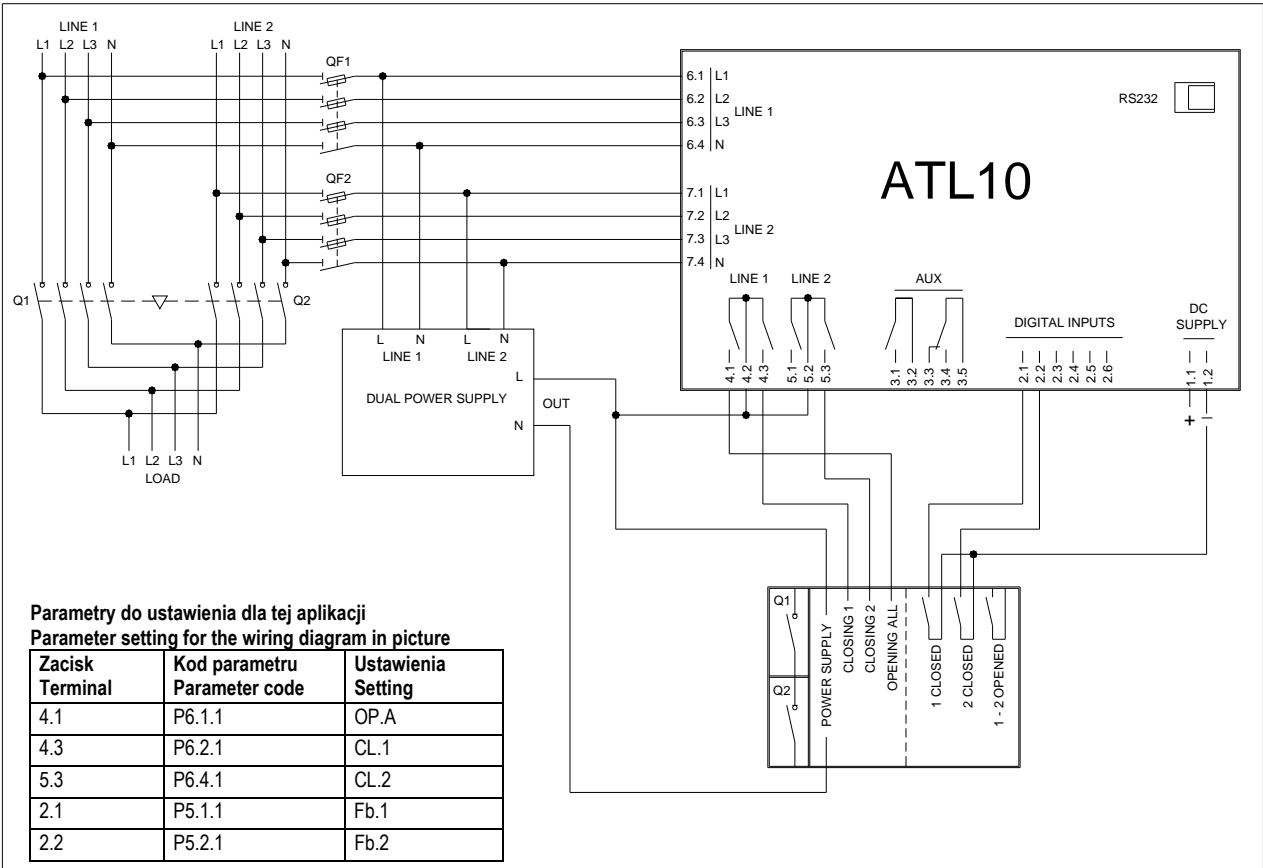 LINE 1
L1 L2 L3 N
LINE 2
L1 L2 L3 N
QF1
QF2
Q1
Q2
L1 L2 L3 N
LOAD
6.1 L1
6.2 L2
6.3 L3
6.4 N
LINE 1
7.1 L1
7.2 L2
7.3 L3
7.4 N
LINE 2
RS232
ATL10
LINE 1
4.1
4.2
4.3
LINE 2
5.1
5.2
5.3
AUX
3.1
3.2
3.3
3.4
3.5
DIGITAL INPUTS
2.1
2.2
2.3
2.4
2.5
2.6
DC
SUPPLY
1.1
1.2
+ –
L N L N
LINE 1 LINE 2
DUAL POWER SUPPLY
L
OUT
N
Q1
Q2
POWER SUPPLY
CLOSING 1
CLOSING 2
OPENING ALL
1 CLOSED
2 CLOSED
1 - 2 OPENED
Parametry do ustawienia dla tej aplikacji
Parameter setting for the wiring diagram in picture
Zacisk Kod parametru Ustawienia
Terminal Parameter code Setting
4.1 P6.1.1 OP.A
4.3 P6.2.1 CL.1
5.3 P6.4.1 CL.2
2.1 P5.1.1 Fb.1
2.2 P5.2.1 Fb.2